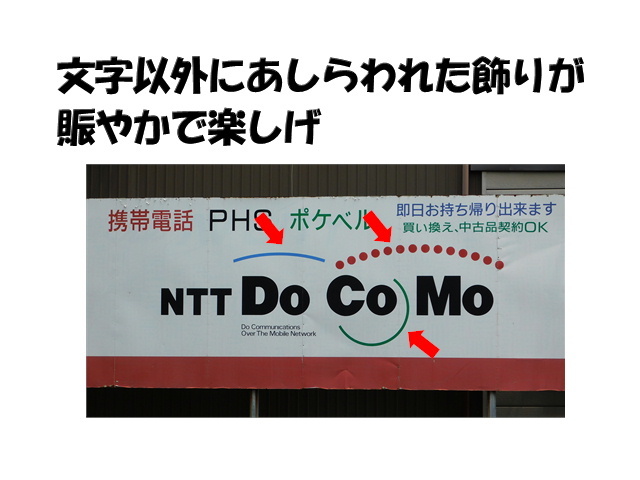 文字以外にあしらわれた飾りが
賑やかで楽しげ
携帯電話 PHS ポケベル
即日お持ち帰り出来ます
買い換え、中古品契約OK
NTT Do Co Mo
Do Communications
Over The Mobile Network